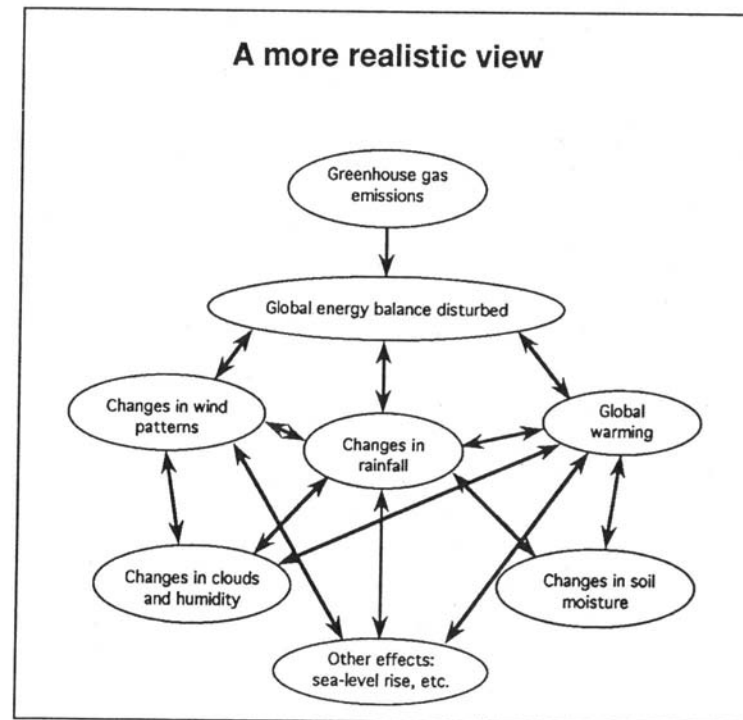 A more realistic view
Greenhouse gas
emissions
Global energy balance disturbed
Changes in wind
patterns
Changes in
rainfall
Global
warming
Changes in clouds
and humidity
Changes in soil
moisture
Other effects:
sea-level rise, etc.